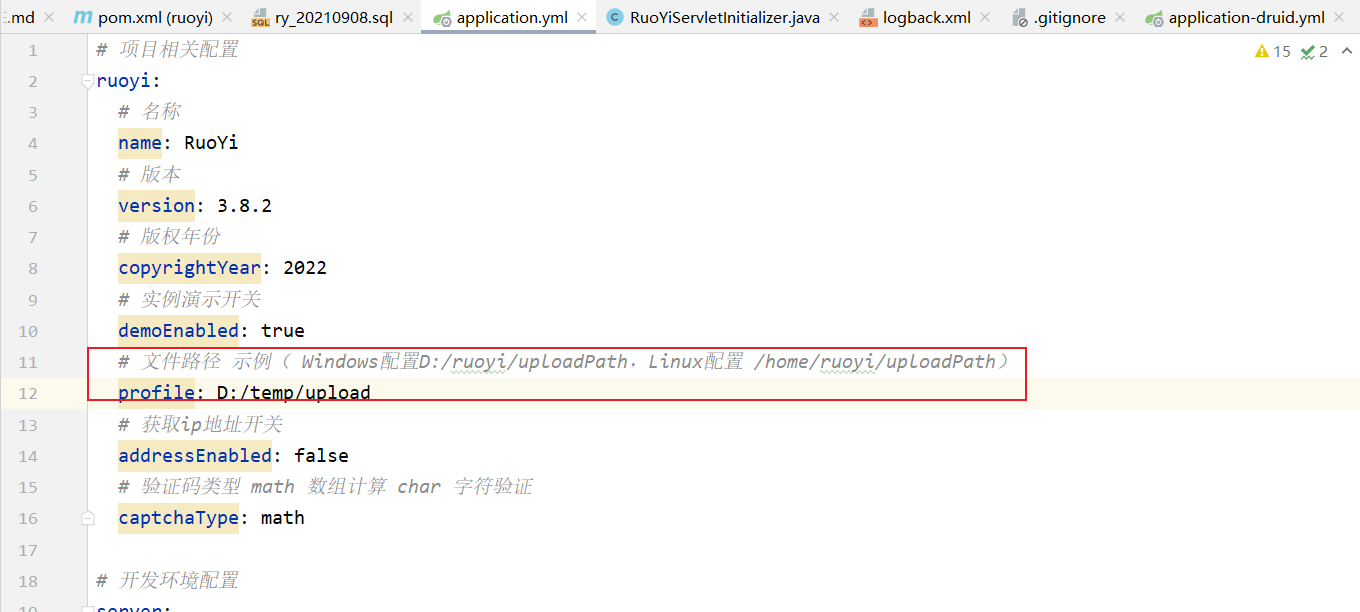 .md pom.xml (ruoyi) ry_20210908.sql application.yml RuoYiServletInitializer.java logback.xml .gitignore application-druid.yml
1 # 项目相关配置 15 2
2 ruoyi:
3 # 名称
4 name: RuoYi
5 # 版本
6 version: 3.8.2
7 # 版权年份
8 copyrightYear: 2022
9 # 实例演示开关
10 demoEnabled: true
11 # 文件路径 示例（ Windows配置D:/ruoyi/uploadPath，Linux配置 /home/ruoyi/uploadPath）
12 profile: D:/temp/upload
13 # 获取ip地址开关
14 addressEnabled: false
15 # 验证码类型 math 数组计算 char 字符验证
16 captchaType: math
17
18 # 开发环境配置
19 server: